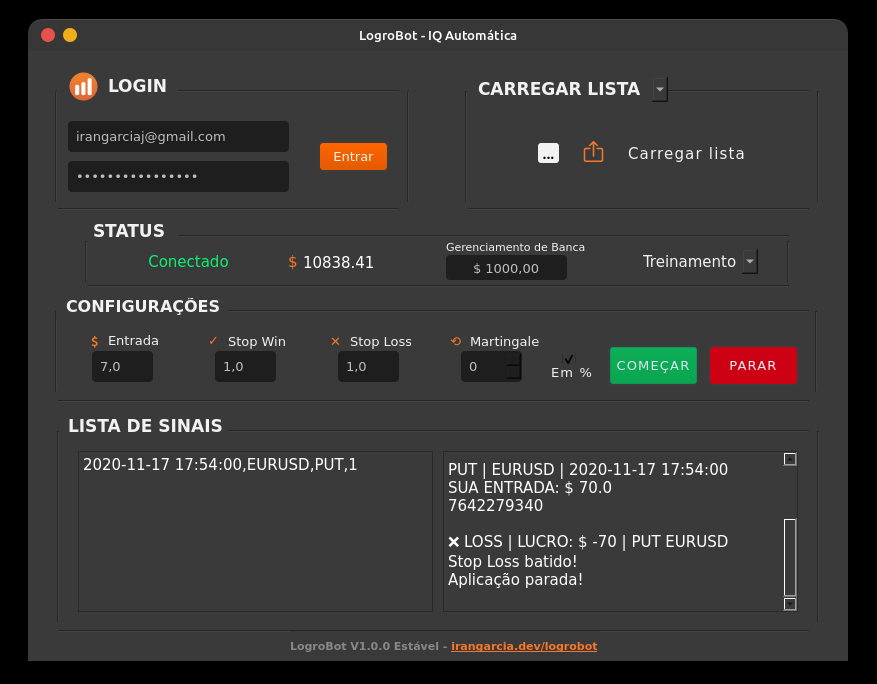 LogroBot - IQ Automática
LOGIN
irangarciaj@gmail.com
••••••••••••••••
Entrar
CARREGAR LISTA
...
Carregar lista
STATUS
Conectado
$ 10838.41
Gerenciamento de Banca
$ 1000,00
Treinamento
CONFIGURAÇÕES
$ Entrada
7,0
✓ Stop Win
1,0
✕ Stop Loss
1,0
⟲ Martingale
0
✓
Em %
COMEÇAR
PARAR
LISTA DE SINAIS
2020-11-17 17:54:00,EURUSD,PUT,1
PUT | EURUSD | 2020-11-17 17:54:00
SUA ENTRADA: $ 70.0
7642279340
❌ LOSS | LUCRO: $ -70 | PUT EURUSD
Stop Loss batido!
Aplicação parada!
LogroBot V1.0.0 Estável - irangarcia.dev/logrobot